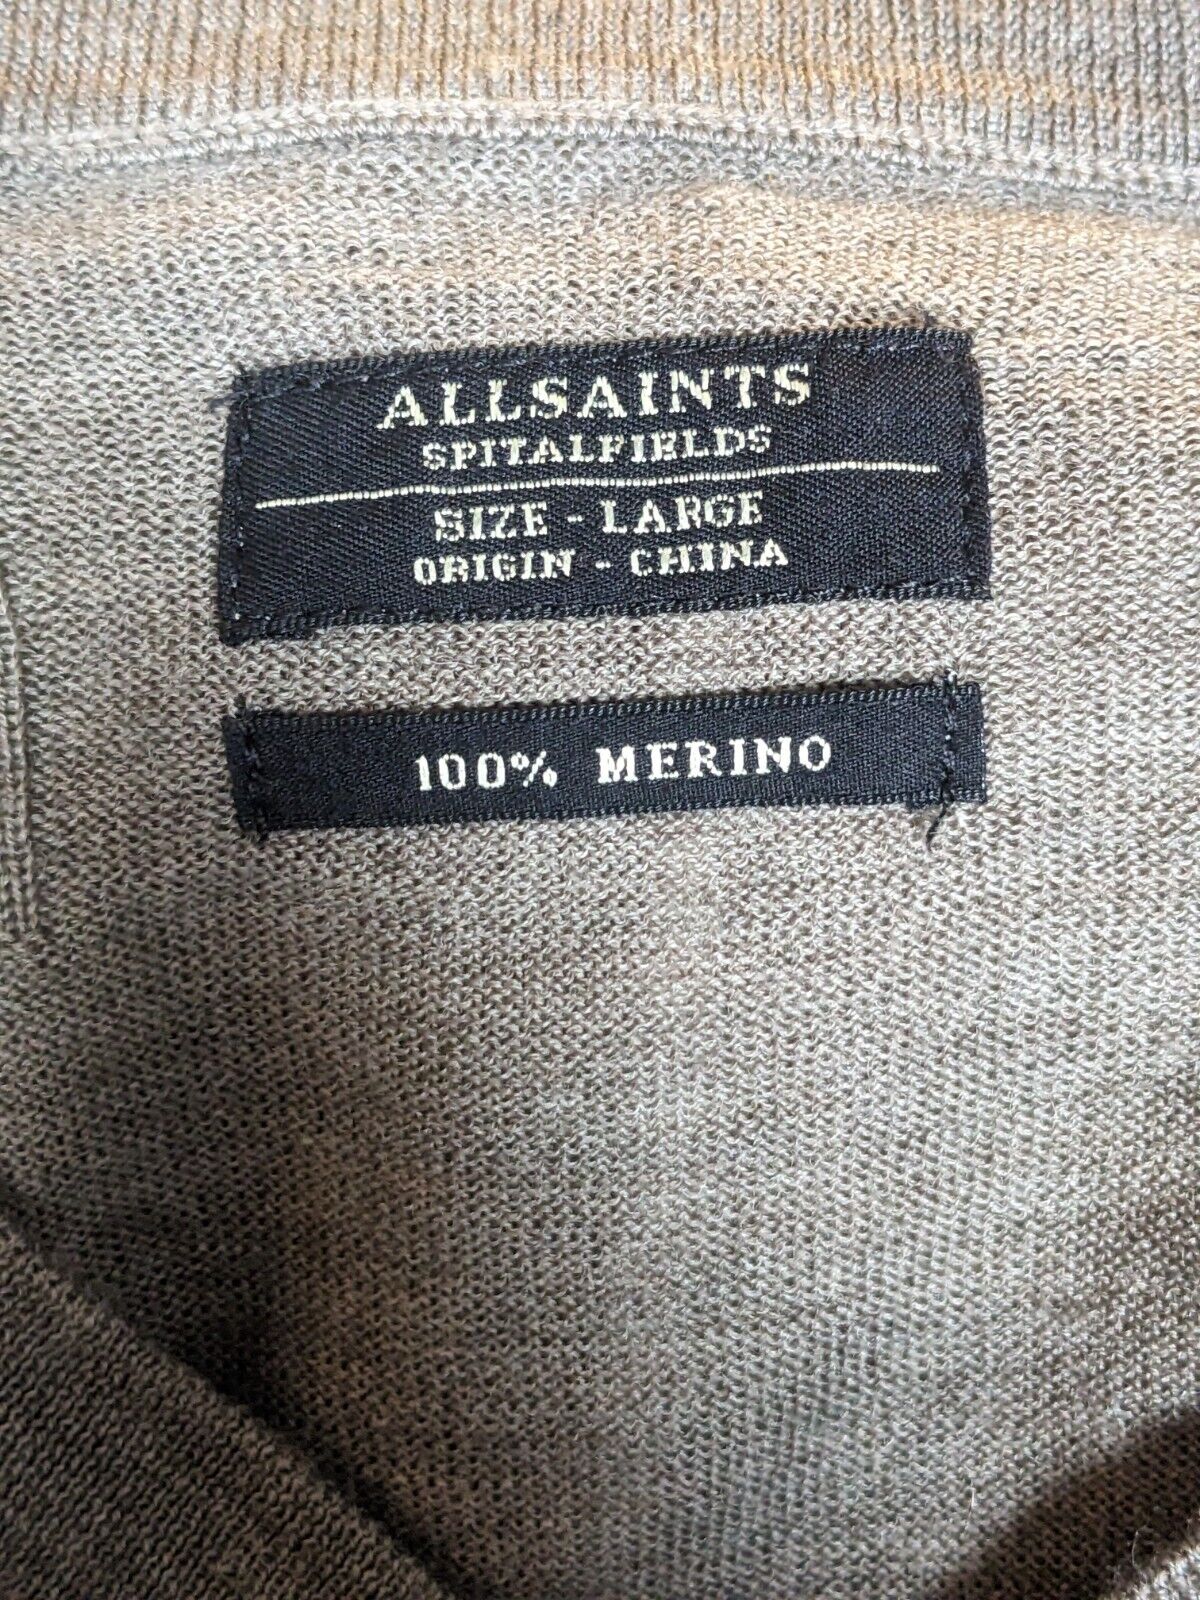 ALLSAINTS
SPITALFIELDS
SIZE - LARGE
ORIGIN - CHINA
100% MERINO